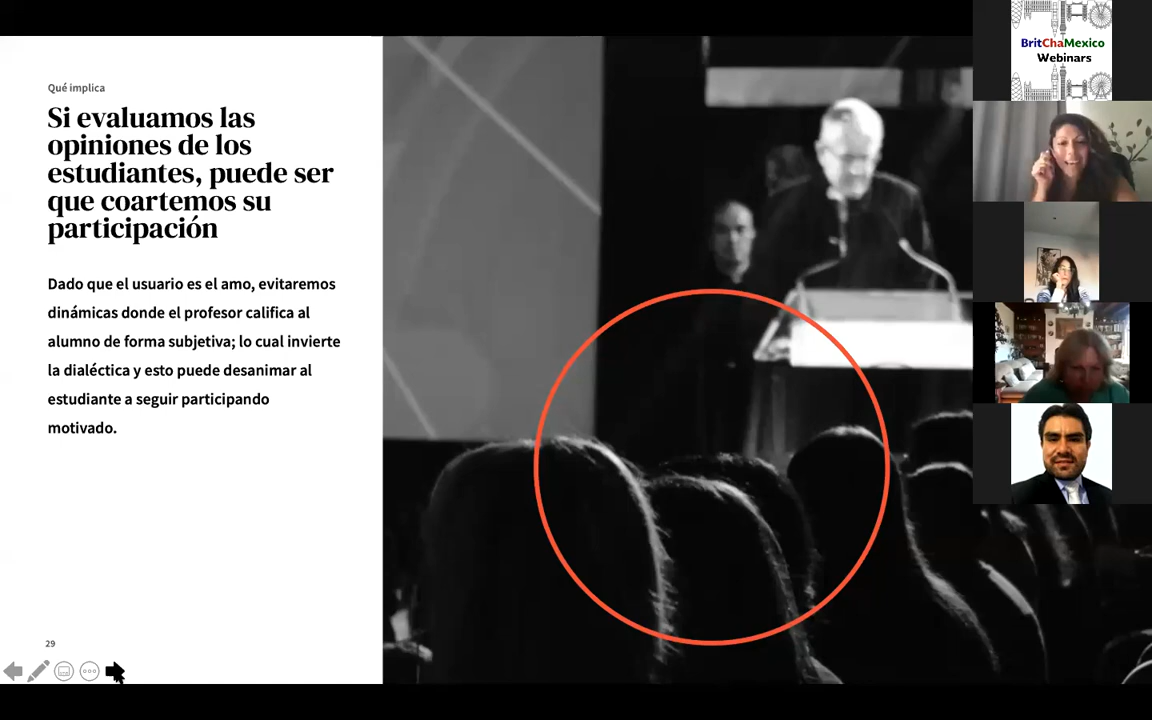 Qué implica
Si evaluamos las
opiniones de los
estudiantes, puede ser
que coartemos su
participación
Dado que el usuario es el amo, evitaremos
dinámicas donde el profesor califica al
alumno de forma subjetiva; lo cual invierte
la dialéctica y esto puede desanimar al
estudiante a seguir participando
motivado.
29
BritChaMexico
Webinars